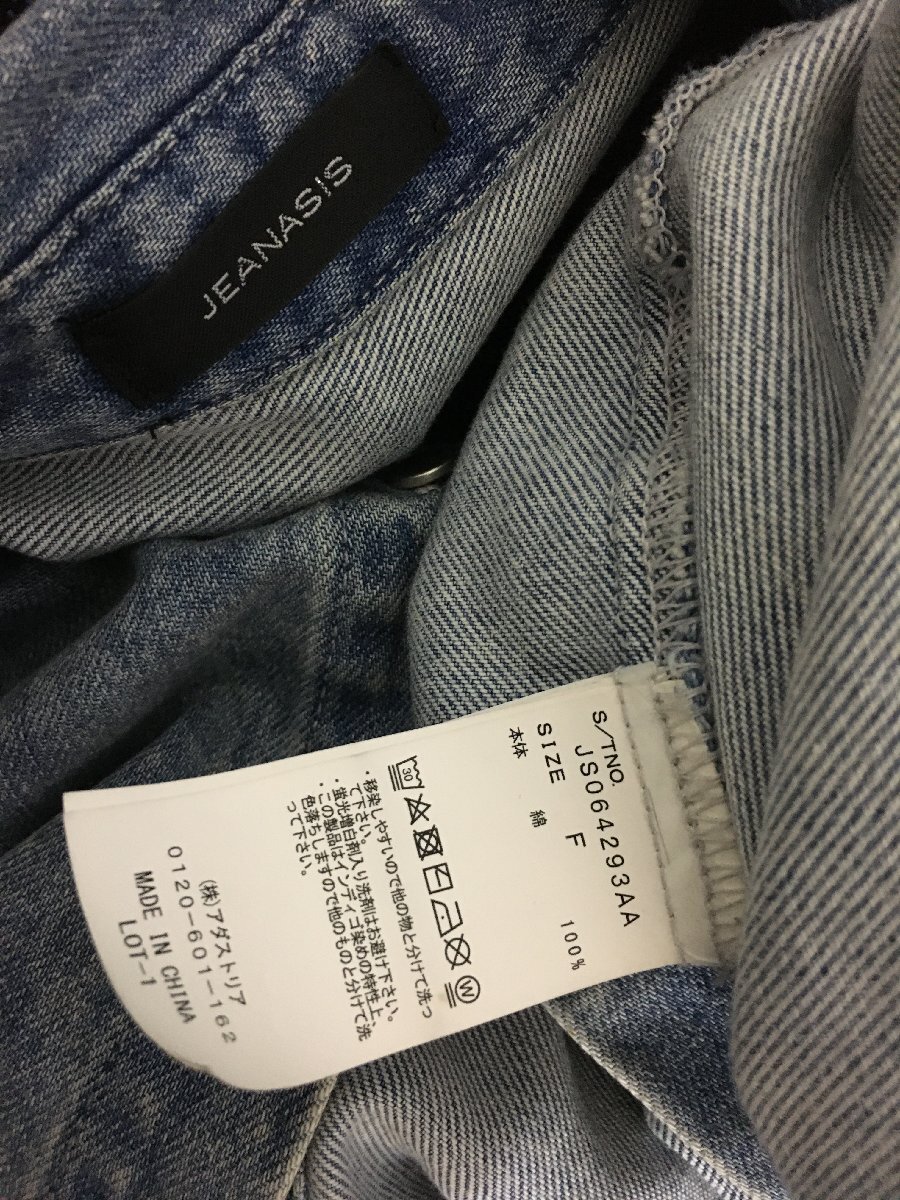 JEANASIS
S/TNO.
JS064293AA
SIZE F
本体 綿 100%
30
W
・移染しやすいので他の物と分けて洗っ
て下さい。
・蛍光増白剤入り洗剤はお避け下さい。
・この製品はインディゴ染めの特性上
色落ちしますので他のものと分けて洗
って下さい。
(株)アダストリア
0120-601-162
MADE IN CHINA
LOT-1